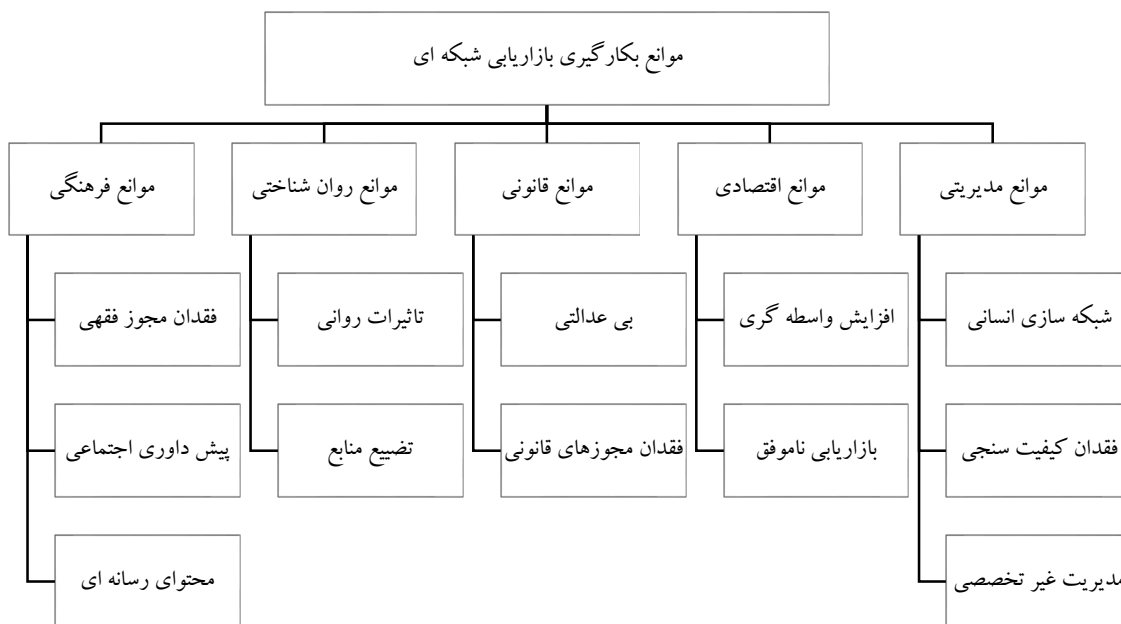 موانع بکارگیری بازاریابی شبکه ای
موانع مدیریتی
شبکه سازی انسانی
فقدان کیفیت سنجی
مدیریت غیر تخصصی
موانع اقتصادی
افزایش واسطه گری
بازاریابی ناموفق
موانع قانونی
بی عدالتی
فقدان مجوزهای قانونی
موانع روان شناختی
تاثیرات روانی
تضییع منابع
موانع فرهنگی
فقدان مجوز فقهی
پیش داوری اجتماعی
محتوای رسانه ای